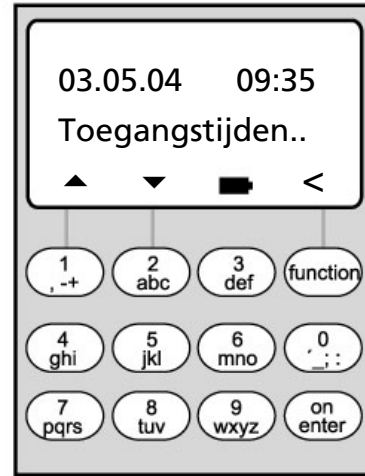 03.05.04 09:35
Toegangstijden..
<
1 2 3 function
, -+ abc def
4 5 6 0
ghi jkl mno ´_; :
7 8 9 on
pqrs tuv wxyz enter